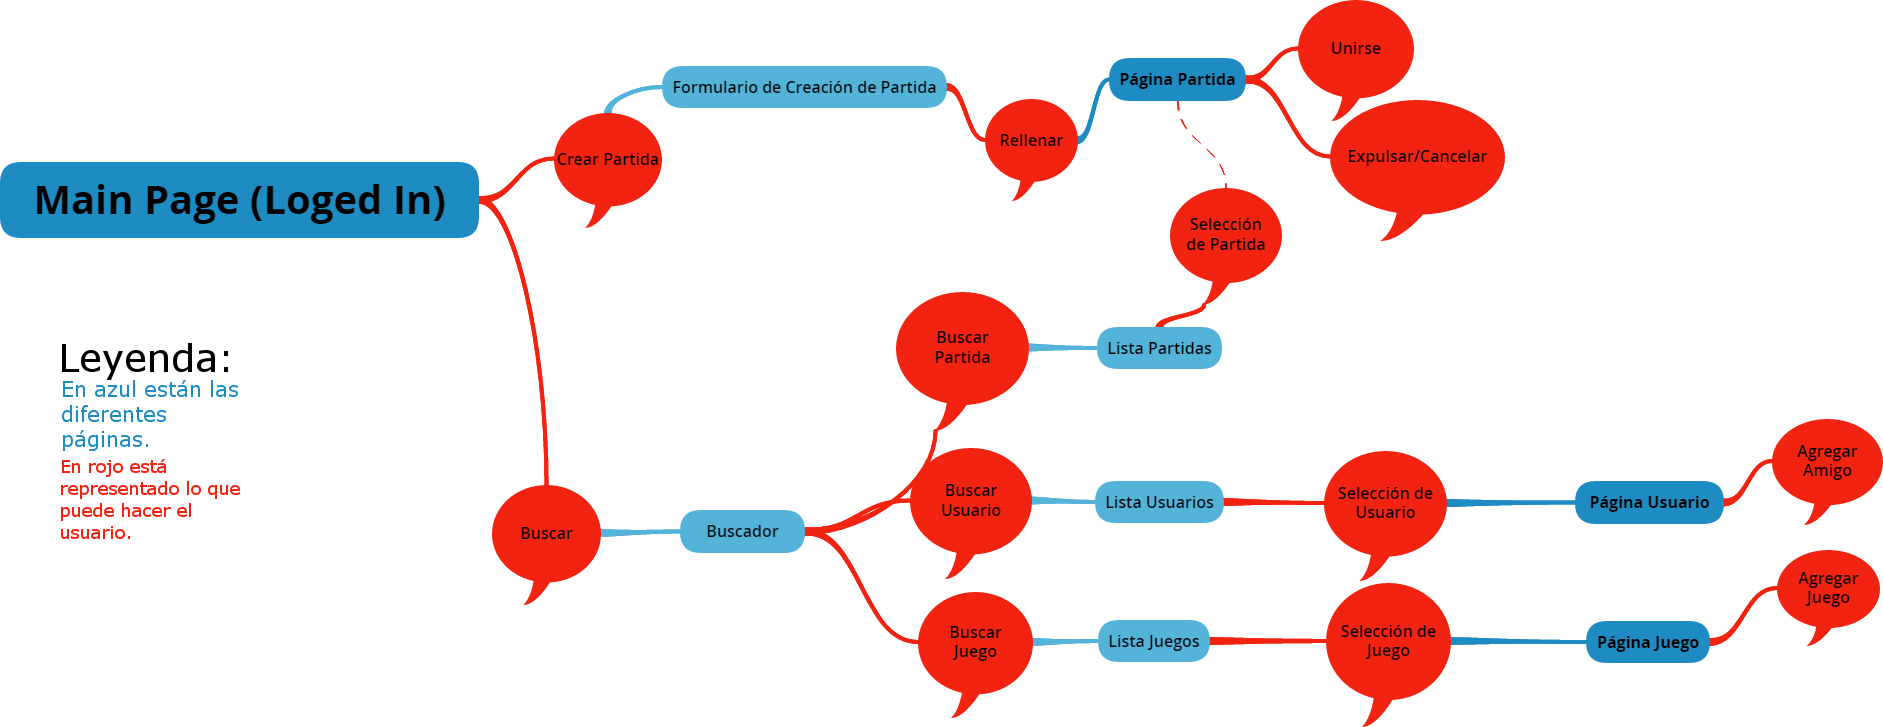 Main Page (Loged In)
Crear Partida
Formulario de Creación de Partida
Rellenar
Página Partida
Unirse
Expulsar/Cancelar
Selección
de Partida
Buscar
Partida
Lista Partidas
Leyenda:
En azul están las
diferentes
páginas.
En rojo está
representado lo que
puede hacer el
usuario.
Buscar
Buscador
Buscar
Usuario
Lista Usuarios
Selección de
Usuario
Página Usuario
Agregar
Amigo
Buscar
Juego
Lista Juegos
Selección de
Juego
Página Juego
Agregar
Juego